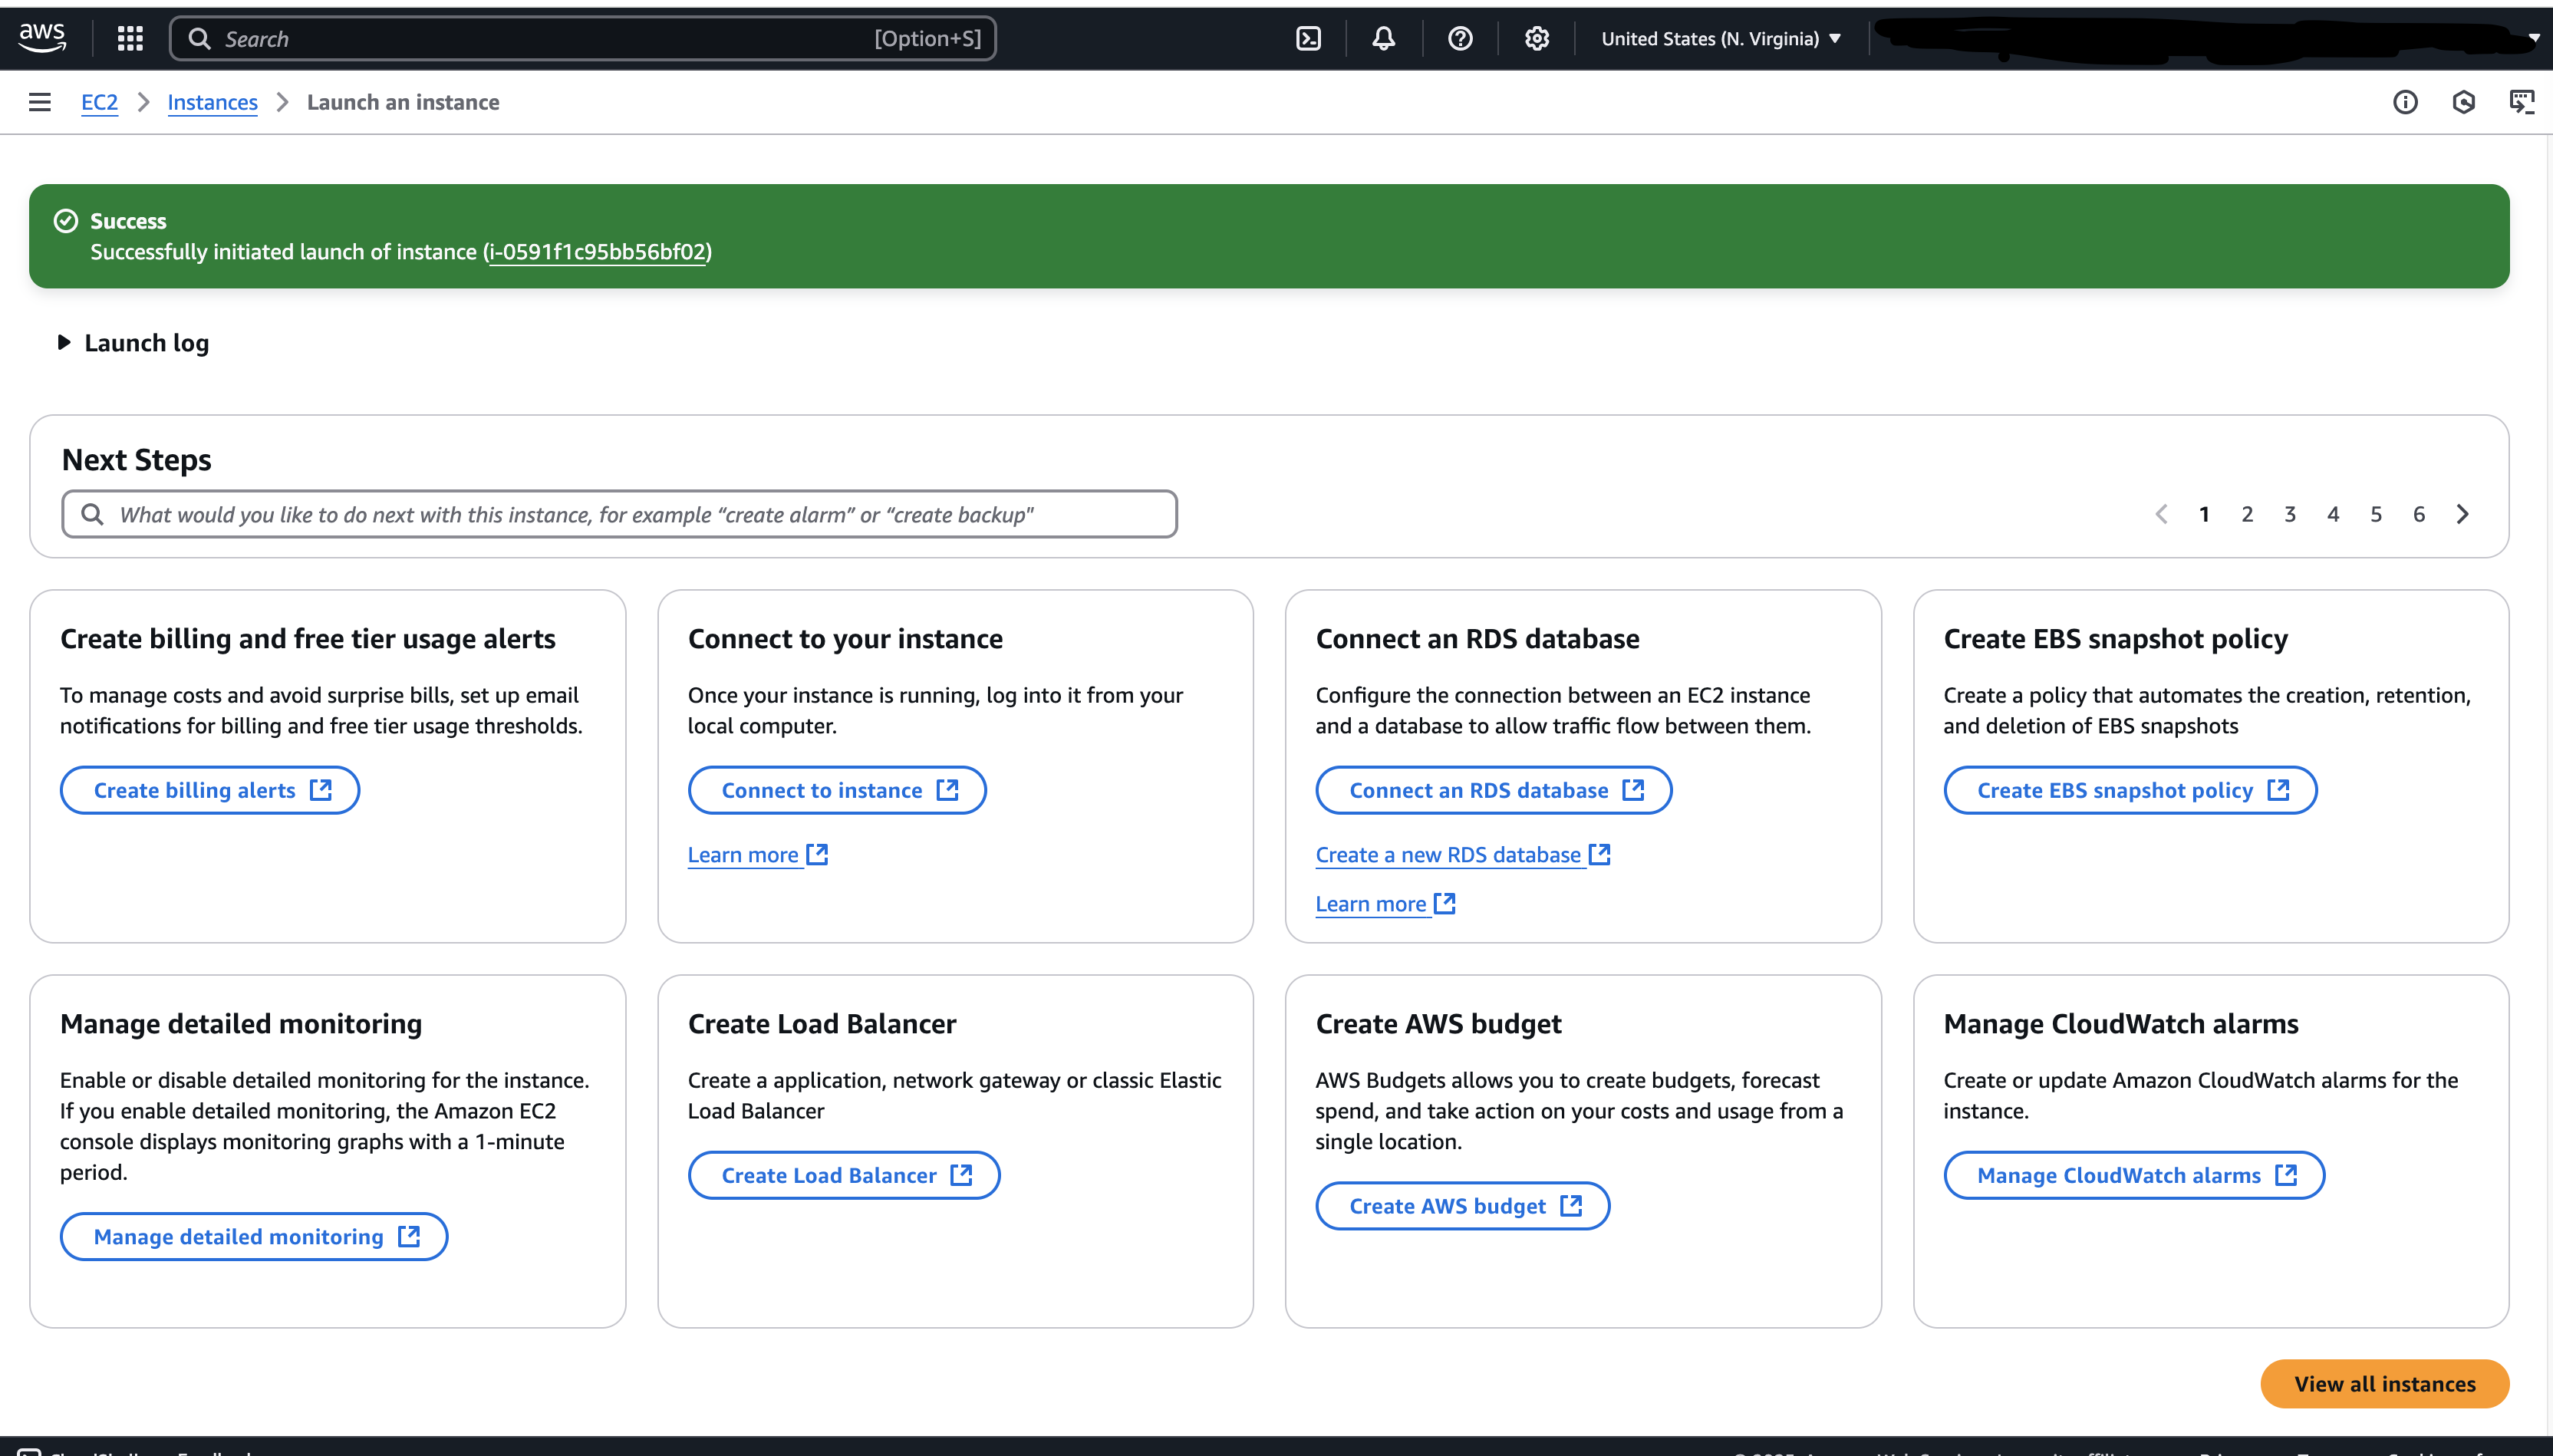 aws
Search [Option+S]
United States (N. Virginia)
EC2 Instances Launch an instance
Success
Successfully initiated launch of instance (i-0591f1c95bb56bf02)
Launch log
Next Steps
What would you like to do next with this instance, for example “create alarm” or “create backup"
1 2 3 4 5 6
Create billing and free tier usage alerts
To manage costs and avoid surprise bills, set up email
notifications for billing and free tier usage thresholds.
Create billing alerts
Connect to your instance
Once your instance is running, log into it from your
local computer.
Connect to instance
Learn more
Connect an RDS database
Configure the connection between an EC2 instance
and a database to allow traffic flow between them.
Connect an RDS database
Create a new RDS database
Learn more
Create EBS snapshot policy
Create a policy that automates the creation, retention,
and deletion of EBS snapshots
Create EBS snapshot policy
Manage detailed monitoring
Enable or disable detailed monitoring for the instance.
If you enable detailed monitoring, the Amazon EC2
console displays monitoring graphs with a 1-minute
period.
Manage detailed monitoring
Create Load Balancer
Create a application, network gateway or classic Elastic
Load Balancer
Create Load Balancer
Create AWS budget
AWS Budgets allows you to create budgets, forecast
spend, and take action on your costs and usage from a
single location.
Create AWS budget
Manage CloudWatch alarms
Create or update Amazon CloudWatch alarms for the
instance.
Manage CloudWatch alarms
View all instances